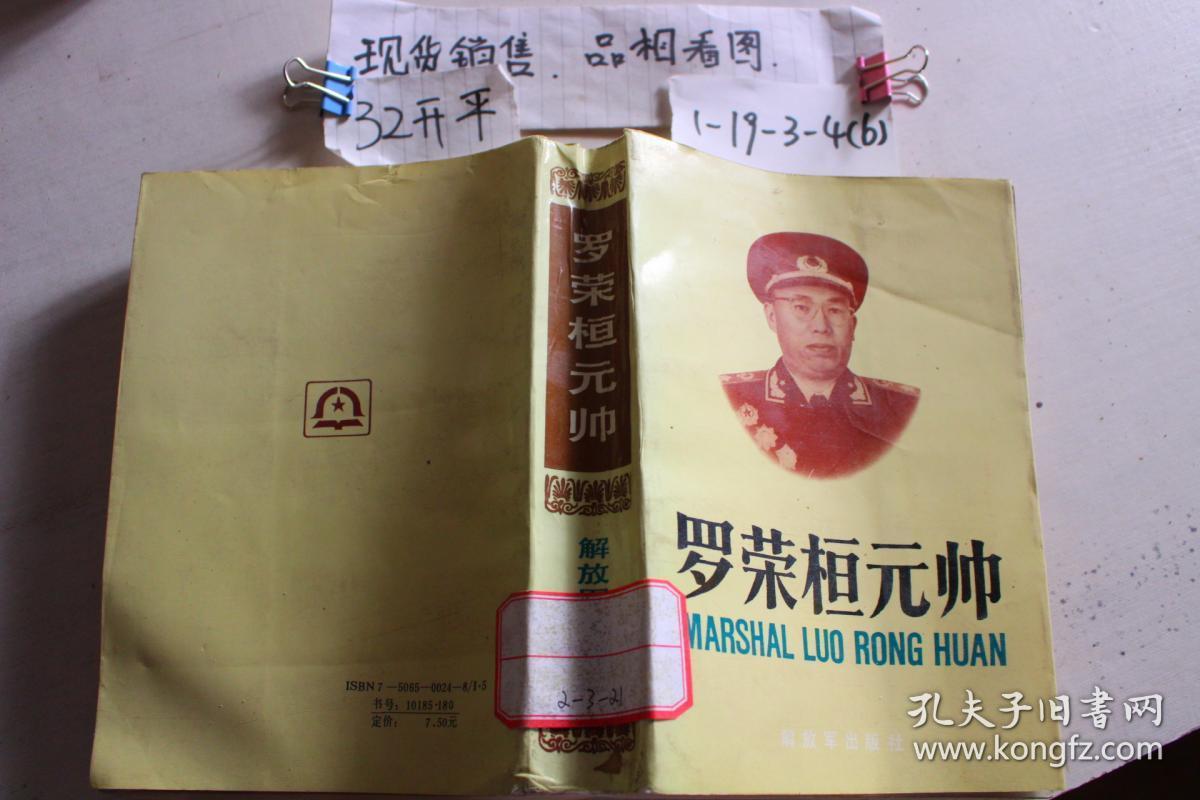 现货销售.品相看图.
32开平
1-19-3-4(6)
罗荣桓元帅
解放
2-3-21
罗荣桓元帅
MARSHAL LUO RONG HUAN
解放军出版社
ISBN7—5065—0024—8/I·5
书号：10185·180
定价： 7.50元
孔夫子旧书网
www.kongfz.com